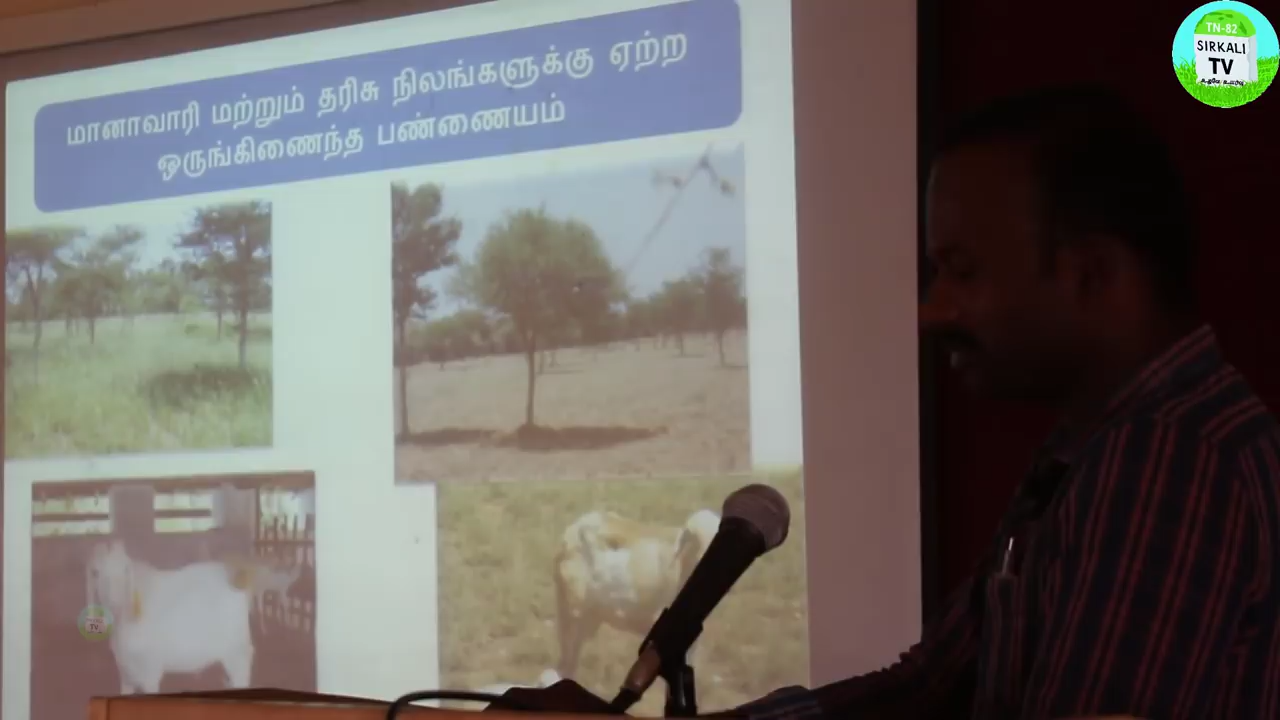 மானாவாரி மற்றும் தரிசு நிலங்களுக்கு ஏற்ற
ஒருங்கிணைந்த பண்ணையம்
TN-82
SIRKALI
TV